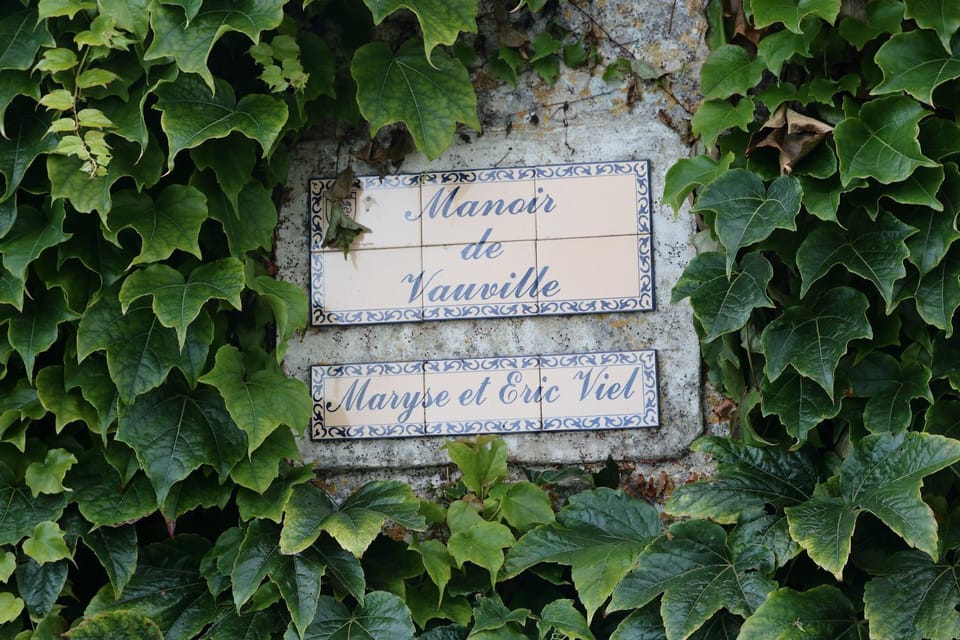 Manoir
de
Vauville
Maryse et Eric Viel